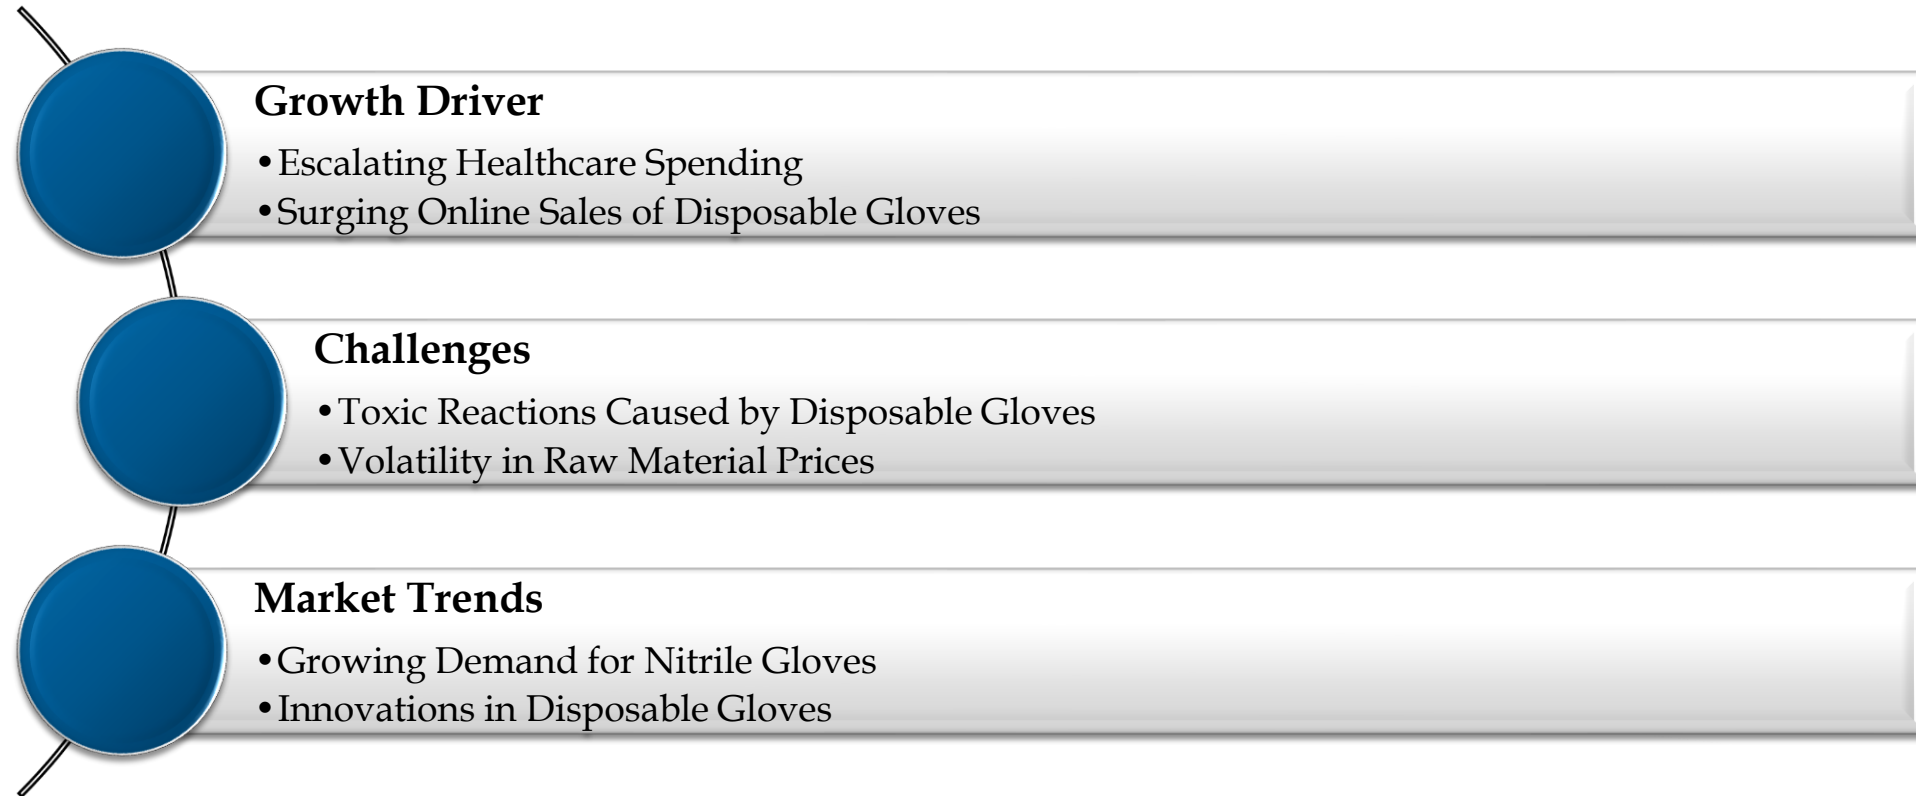 Growth Driver
•Escalating Healthcare Spending
•Surging Online Sales of Disposable Gloves
Challenges
•Toxic Reactions Caused by Disposable Gloves
•Volatility in Raw Material Prices
Market Trends
•Growing Demand for Nitrile Gloves
•Innovations in Disposable Gloves